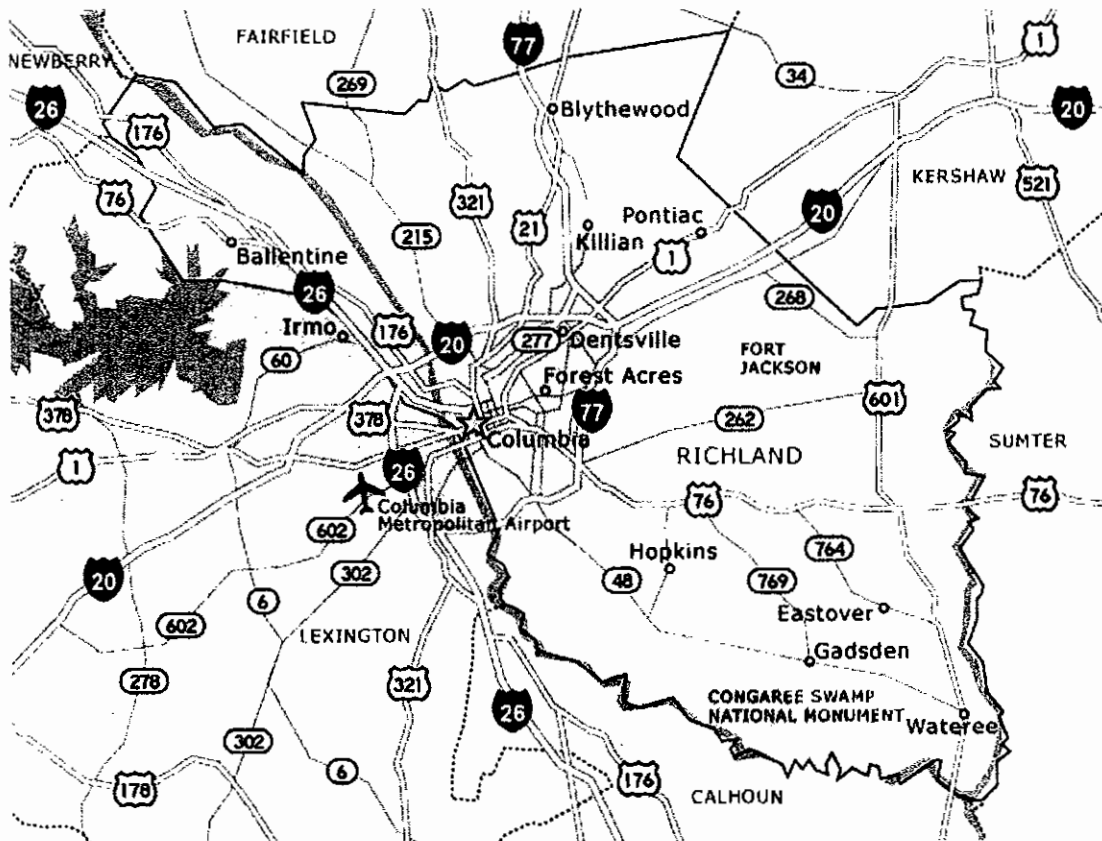 FAIRFIELD
77
1
NEWBERRY
269
34
26
20
Blythewood
176
KERSHAW
76
321
521
21
Pontiac
20
215
Killian
1
Ballentine
26
268
Irmo
176
20
277
Dentsville
60
FORT
JACKSON
Forest Acres
378
601
378
77
262
Columbia
SUMTER
1
26
RICHLAND
76
76
Columbia
Metropolitan Airport
602
764
Hopkins
20
302
48
769
6
Eastover
602
LEXINGTON
Gadsden
278
321
CONGAREE SWAMP
NATIONAL MONUMENT
26
Wateree
302
6
176
178
CALHOUN